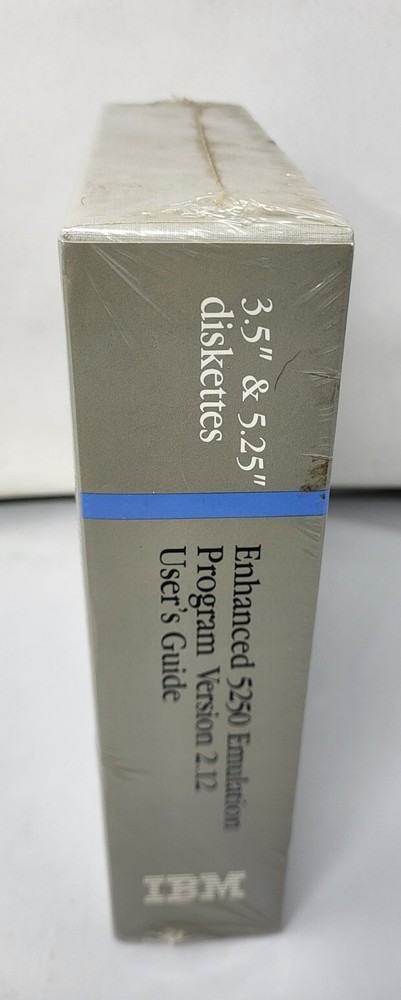 3.5" & 5.25"
diskettes
Enhanced 5250 Emulation
Program Version 2.12
User's Guide
IBM